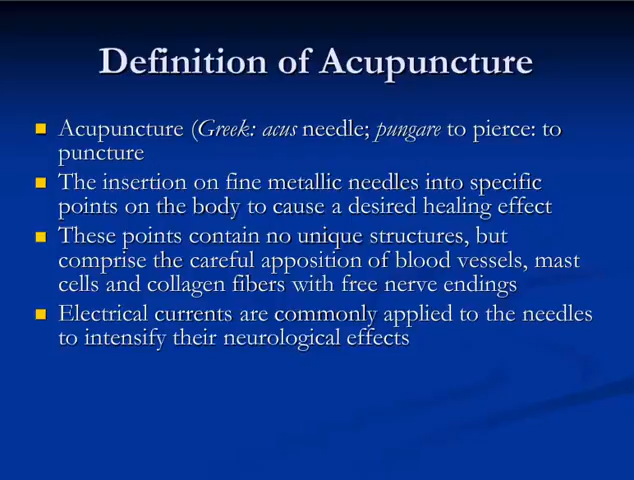 Definition of Acupuncture
Acupuncture (Greek: acus needle; pungare to pierce: to
puncture
The insertion on fine metallic needles into specific
points on the body to cause a desired healing effect
These points contain no unique structures, but
comprise the careful apposition of blood vessels, mast
cells and collagen fibers with free nerve endings
Electrical currents are commonly applied to the needles
to intensify their neurological effects